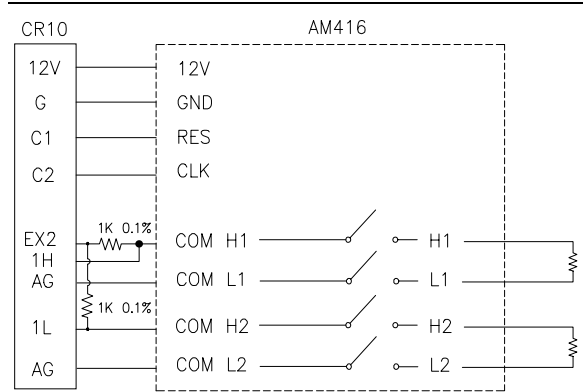 CR10 AM416
12V 12V
G GND
C1 RES
C2 CLK
1K 0.1%
EX2 COM H1 H1
1H
AG COM L1 L1
1K 0.1%
1L COM H2 H2
AG COM L2 L2